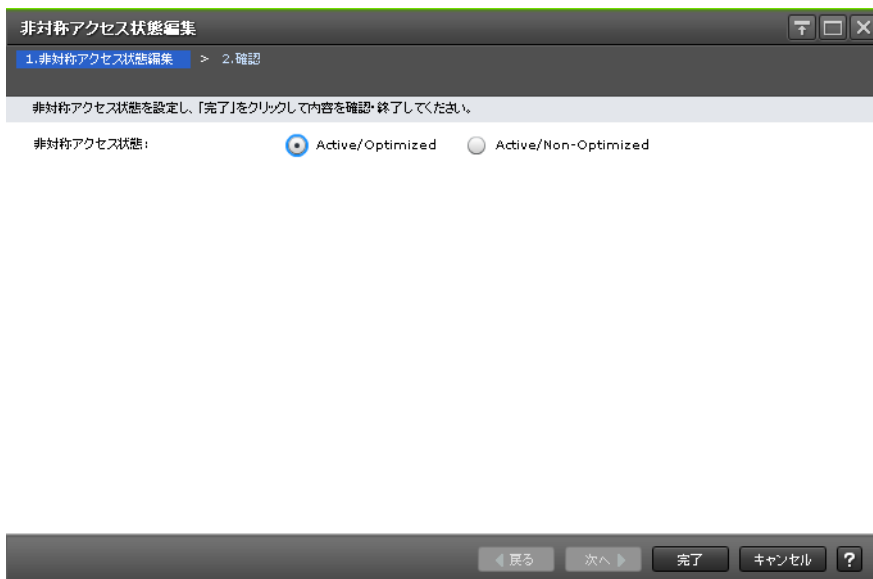 非対称アクセス状態編集
1.非対称アクセス状態編集 > 2.確認
非対称アクセス状態を設定し、「完了」をクリックして内容を確認・終了してください。
非対称アクセス状態: Active/Optimized Active/Non-Optimized
戻る 次へ 完了 キャンセル ?